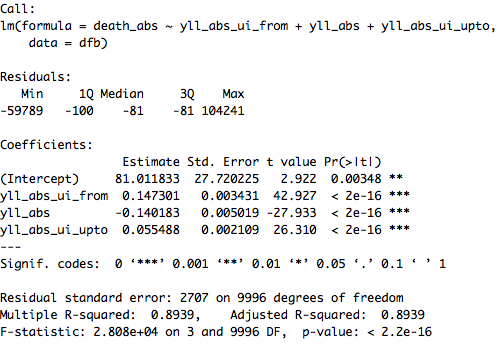 Call:
lm(formula = death_abs ~ yll_abs_ui_from + yll_abs + yll_abs_ui_upto,
    data = dfb)

Residuals:
   Min     1Q Median     3Q    Max
-59789   -100    -81    -81 104241

Coefficients:
                 Estimate Std. Error t value Pr(>|t|)
(Intercept)     81.011833  27.720225   2.922  0.00348 **
yll_abs_ui_from  0.147301   0.003431  42.927  < 2e-16 ***
yll_abs         -0.140183   0.005019 -27.933  < 2e-16 ***
yll_abs_ui_upto  0.055488   0.002109  26.310  < 2e-16 ***
---
Signif. codes:  0 ‘***’ 0.001 ‘**’ 0.01 ‘*’ 0.05 ‘.’ 0.1 ‘ ’ 1

Residual standard error: 2707 on 9996 degrees of freedom
Multiple R-squared:  0.8939,    Adjusted R-squared:  0.8939
F-statistic: 2.808e+04 on 3 and 9996 DF,  p-value: < 2.2e-16